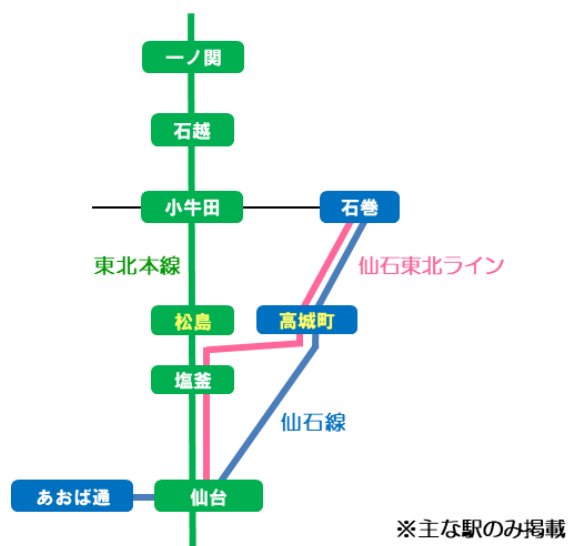 一ノ関
石越
小牛田
石巻
東北本線
仙石東北ライン
松島
高城町
塩釜
仙石線
あおば通
仙台
※主な駅のみ掲載